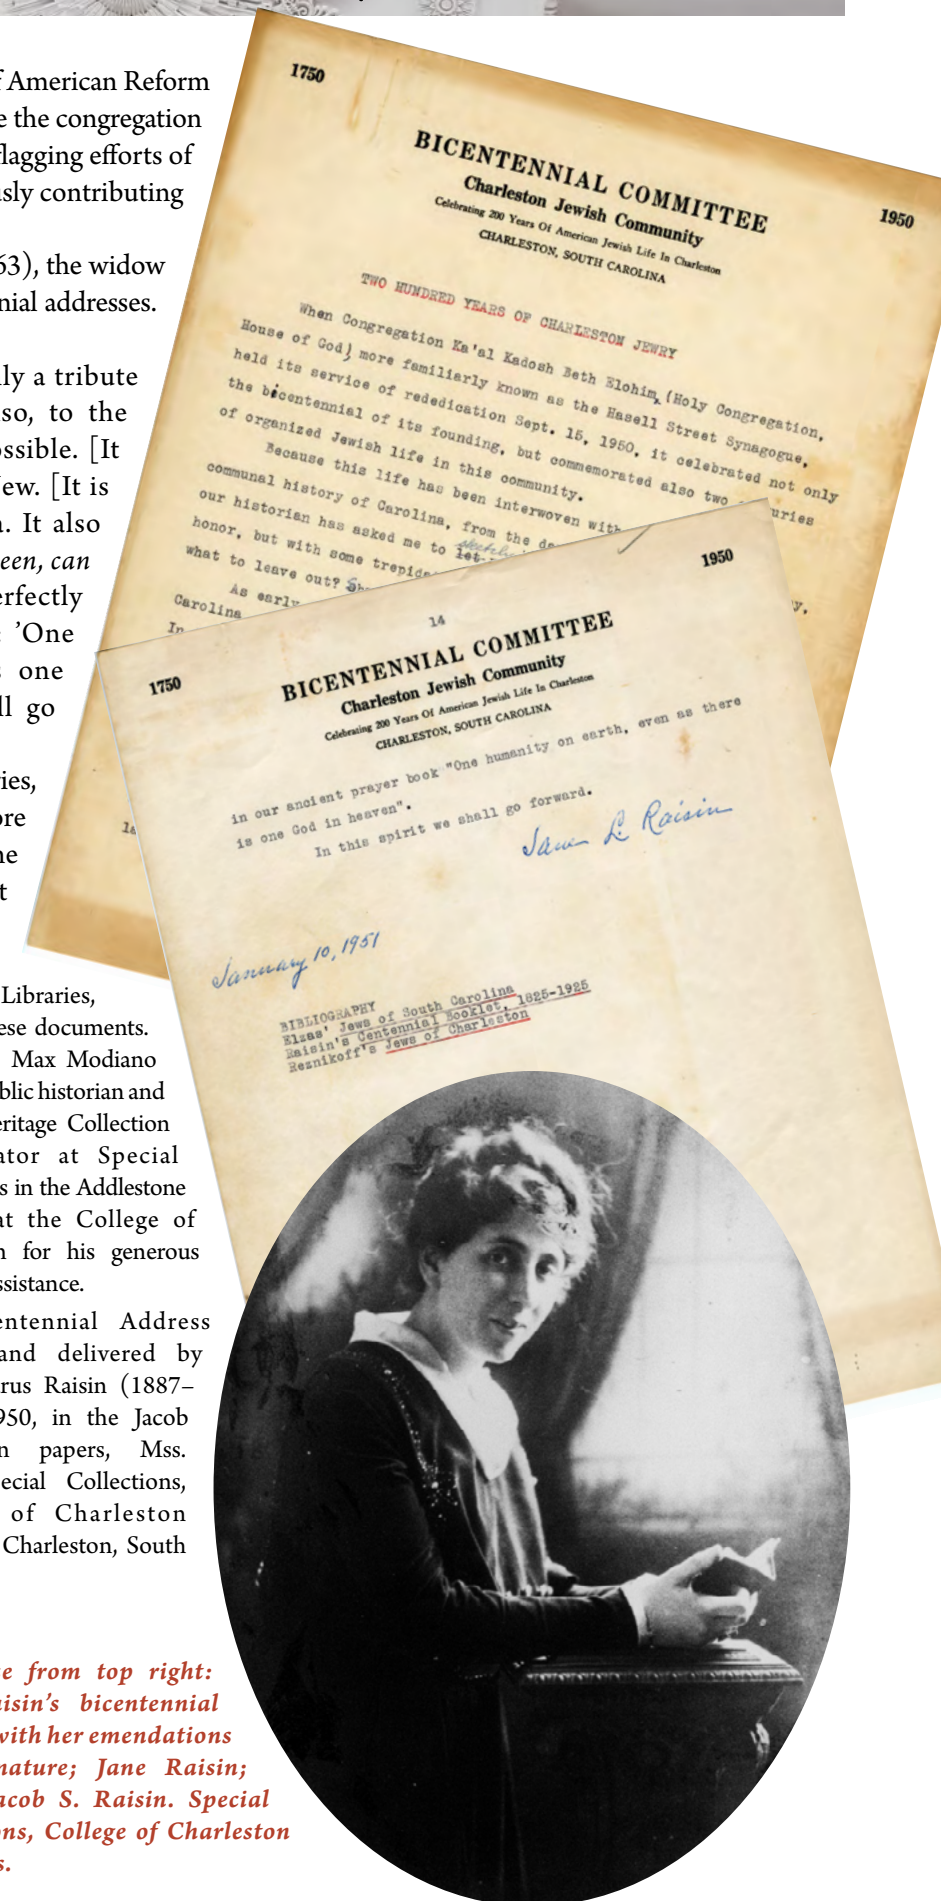 f American Reform
e the congregation
flagging efforts of
usly contributing
63), the widow
nial addresses.
ly a tribute
so, to the
ossible. [It
Jew. [It is
a. It also
een, can
erfectly
: ’One
s one
ll go
ries,
ore
ne
t
Libraries,
ese documents.
Max Modiano
blic historian and
eritage Collection
ator at Special
s in the Addlestone
at the College of
n for his generous
ssistance.
entennial Address
and delivered by
rus Raisin (1887–
950, in the Jacob
n papers, Mss.
ecial Collections,
of Charleston
Charleston, South
e from top right:
aisin’s bicentennial
with her emendations
nature; Jane Raisin;
acob S. Raisin. Special
ons, College of Charleston
s.
1750
1950
BICENTENNIAL COMMITTEE
Charleston Jewish Community
Celebrating 200 Years Of American Jewish Life In Charleston
CHARLESTON, SOUTH CAROLINA
TWO HUNDRED YEARS OF CHARLESTON JEWRY
When Congregation Ka'al Kadosh Beth Elohim, (Holy Congregation,
House of God) more familiarly known as the Hasell Street Synagogue,
held its service of rededication Sept. 15, 1950, it celebrated not only
the bicentennial of its founding, but commemorated also two uries
of organized Jewish life in this community.
Because this life has been interwoven with
communal history of Carolina, from the da
our historian has asked me to sketch
honor, but with some trepid
what to leave out?
As early
Carolina
In
y,
1750
14
1950
BICENTENNIAL COMMITTEE
Charleston Jewish Community
Celebrating 200 Years Of American Jewish Life In Charleston
CHARLESTON, SOUTH CAROLINA
in our ancient prayer book "One humanity on earth, even as there
is one God in heaven".
In this spirit we shall go forward.
Jane L. Raisin
January 10, 1951
BIBLIOGRAPHY
Elzas' Jews of South Carolina
Raisin's Centennial Booklet, 1825-1925
Reznikoff's Jews of Charleston